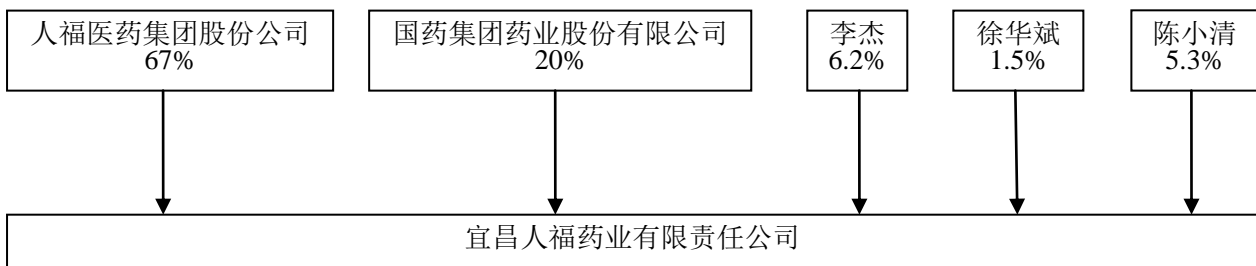 人福医药集团股份公司
67%
国药集团药业股份有限公司
20%
李杰
6.2%
徐华斌
1.5%
陈小清
5.3%
宜昌人福药业有限责任公司